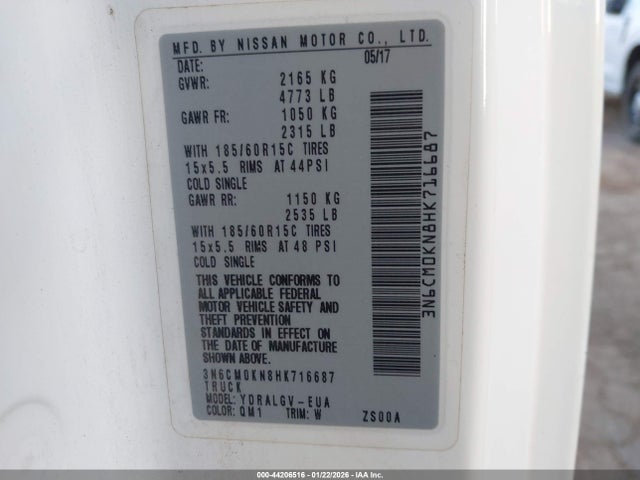 MFD. BY NISSAN MOTOR CO., LTD.
DATE: 05/17
GVWR: 2165 KG
4773 LB
GAWR FR: 1050 KG
2315 LB
WITH 185/60R15C TIRES
15x5.5 RIMS AT 44PSI
COLD SINGLE
GAWR RR: 1150 KG
2535 LB
WITH 185/60R15C TIRES
15x5.5 RIMS AT 48 PSI
COLD SINGLE
THIS VEHICLE CONFORMS TO
ALL APPLICABLE FEDERAL
MOTOR VEHICLE SAFETY AND
THEFT PREVENTION
STANDARDS IN EFFECT ON
THE DATE OF MANUFACTURE
SHOWN ABOVE.
3N6CM0KN8HK716687
TRUCK
MODEL: YDRALGV-EUA
COLOR: QM1 TRIM: W ZS00A
3N6CM0KN8HK716687
000-44206516 - 01/22/2026 - IAA Inc.